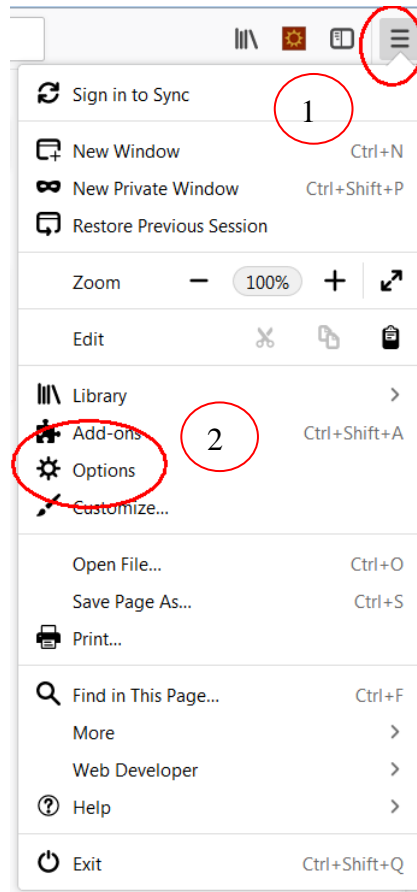 Sign in to Sync
1
New Window Ctrl+N
New Private Window Ctrl+Shift+P
Restore Previous Session
Zoom 100%
Edit
Library
Add-ons Ctrl+Shift+A
2
Options
Customize...
Open File... Ctrl+O
Save Page As... Ctrl+S
Print...
Find in This Page... Ctrl+F
More
Web Developer
Help
Exit Ctrl+Shift+Q